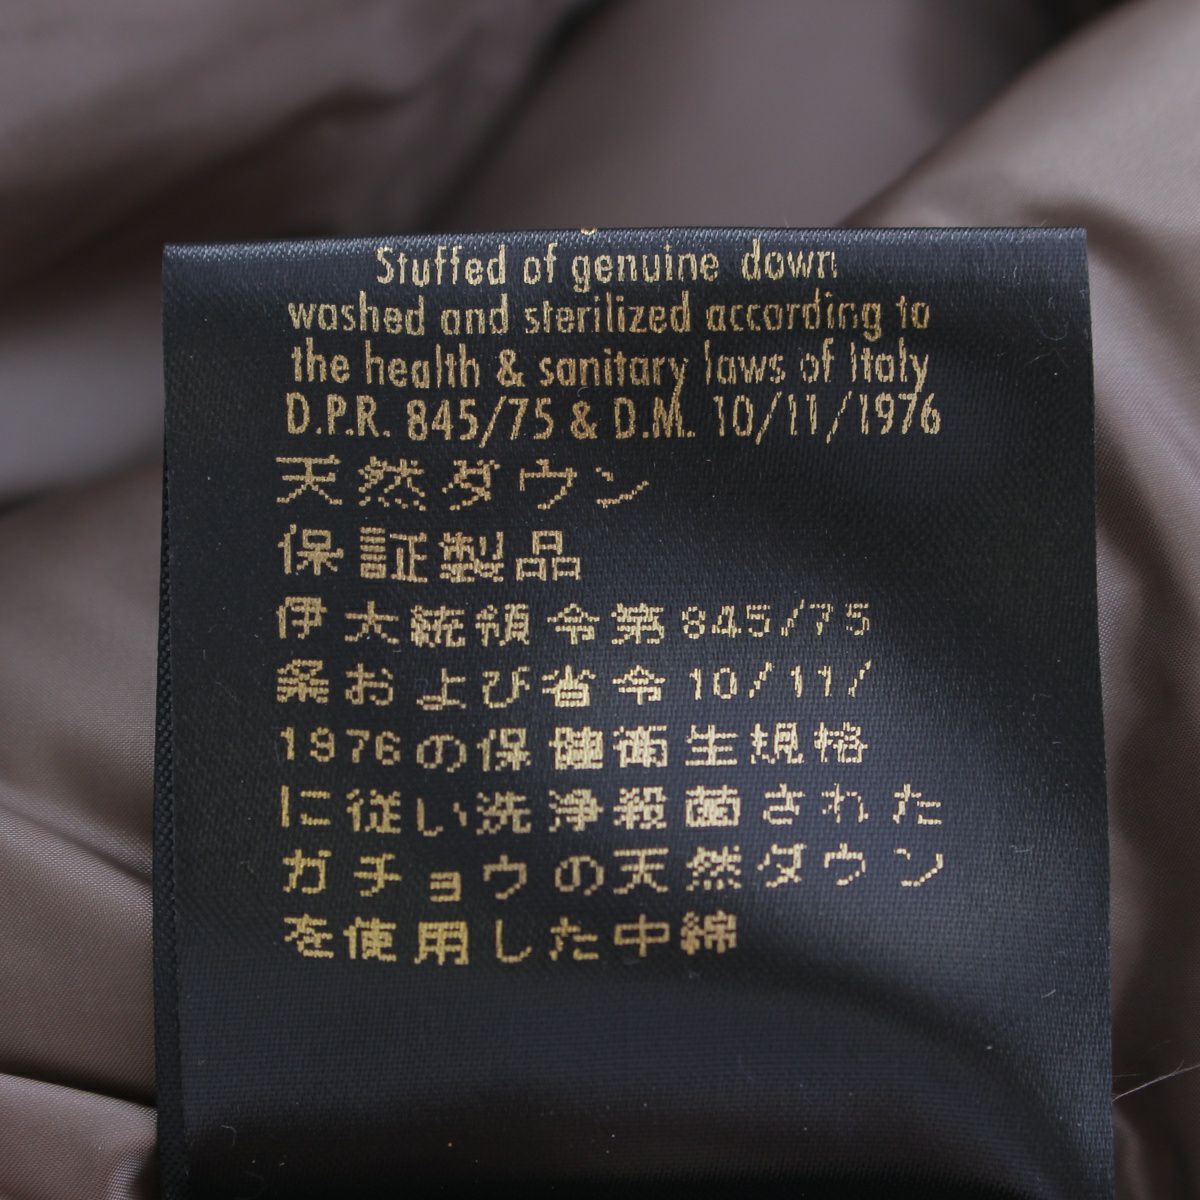 Stuffed of genuine down
washed and sterilized according to
the health & sanitary laws of Italy
D.P.R. 845/75 & D.M. 10/11/1976
天然ダウン
保証製品
伊大統領令第845/75
条および省令10/11/
1976の保健衛生規格
に従い洗浄殺菌された
ガチョウの天然ダウン
を使用した中綿